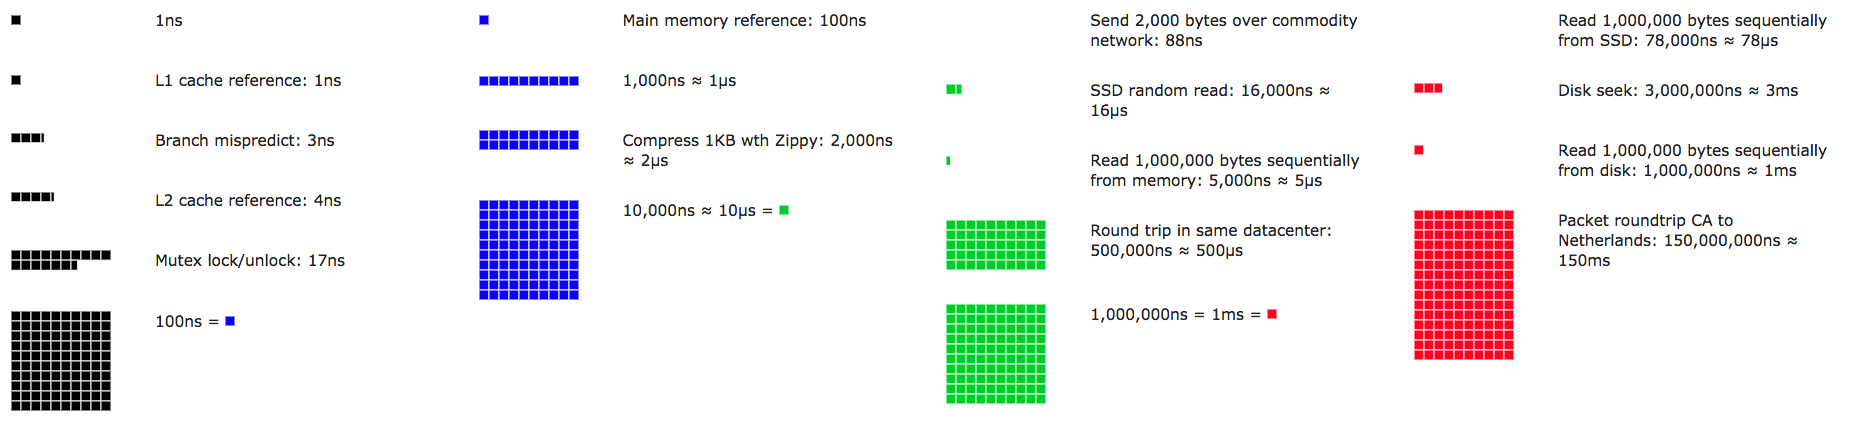 1ns
L1 cache reference: 1ns
Branch mispredict: 3ns
L2 cache reference: 4ns
Mutex lock/unlock: 17ns
100ns =
Main memory reference: 100ns
1,000ns ≈ 1µs
Compress 1KB wth Zippy: 2,000ns
≈ 2µs
10,000ns ≈ 10µs =
Send 2,000 bytes over commodity
network: 88ns
SSD random read: 16,000ns ≈
16µs
Read 1,000,000 bytes sequentially
from memory: 5,000ns ≈ 5µs
Round trip in same datacenter:
500,000ns ≈ 500µs
1,000,000ns = 1ms =
Read 1,000,000 bytes sequentially
from SSD: 78,000ns ≈ 78µs
Disk seek: 3,000,000ns ≈ 3ms
Read 1,000,000 bytes sequentially
from disk: 1,000,000ns ≈ 1ms
Packet roundtrip CA to
Netherlands: 150,000,000ns ≈
150ms